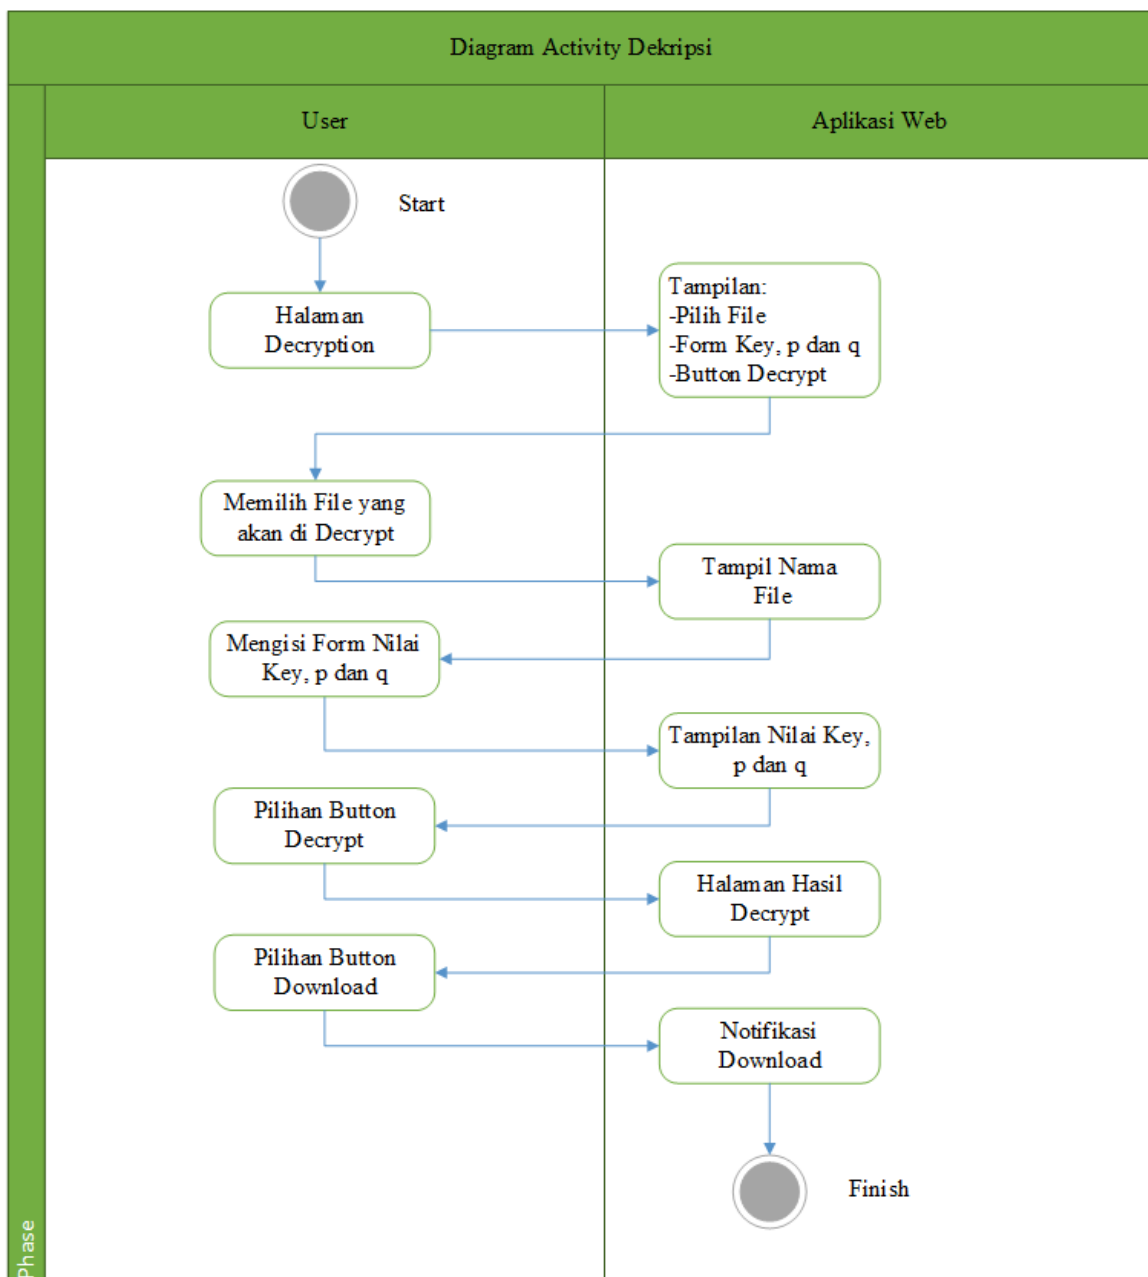 Diagram Activity Dekripsi
User
Aplikasi Web
Start
Halaman
Decryption
Tampilan:
-Pilih File
-Form Key, p dan q
-Button Decrypt
Memilih File yang
akan di Decrypt
Tampil Nama
File
Mengisi Form Nilai
Key, p dan q
Tampilan Nilai Key,
p dan q
Pilihan Button
Decrypt
Halaman Hasil
Decrypt
Pilihan Button
Download
Notifikasi
Download
Finish
Phase